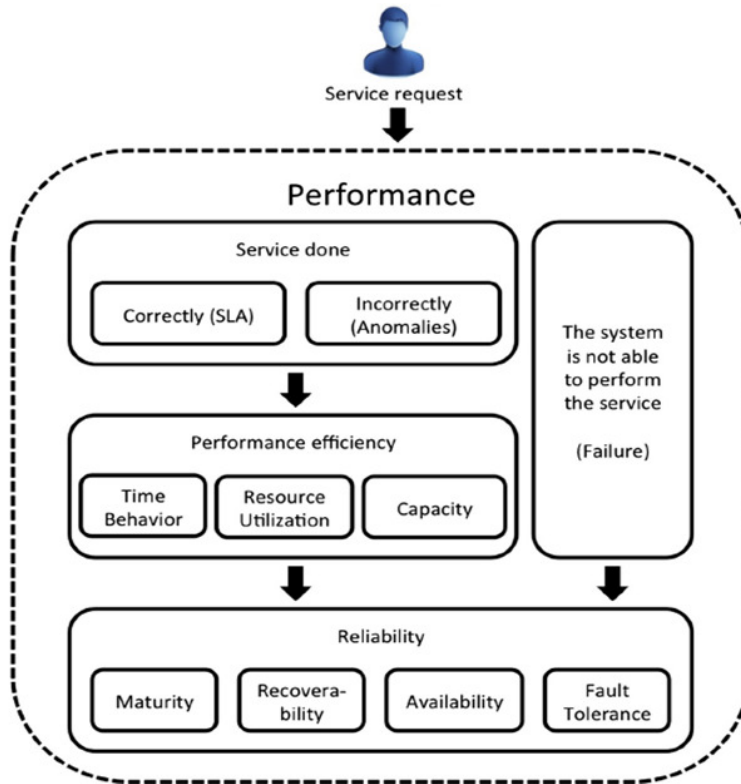 Service request
Performance
Service done
Correctly (SLA)
Incorrectly
(Anomalies)
The system
is not able
to perform
the service
(Failure)
Performance efficiency
Time
Behavior
Resource
Utilization
Capacity
Reliability
Maturity
Recovera-
bility
Availability
Fault
Tolerance